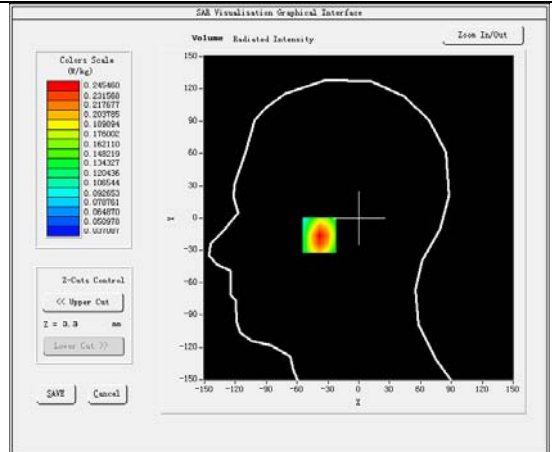 SAR Visualisation Graphical Interface
Volume Radiated Intensity
Zoom In/Out
Colors Scale
(W/kg)
0.245460
0.231568
0.217677
0.203785
0.189894
0.176002
0.162110
0.148219
0.134327
0.120436
0.106544
0.092653
0.078761
0.064870
0.050978
0.037087
Z-Cuts Control
<< Upper Cut
Z = 3.3 mm
Lower Cut >>
SAVE Cancel
150
120
90
60
30
Y 0
-30
-60
-90
-120
-150
-150 -120 -90 -60 -30 0 30 60 90 120 150
X